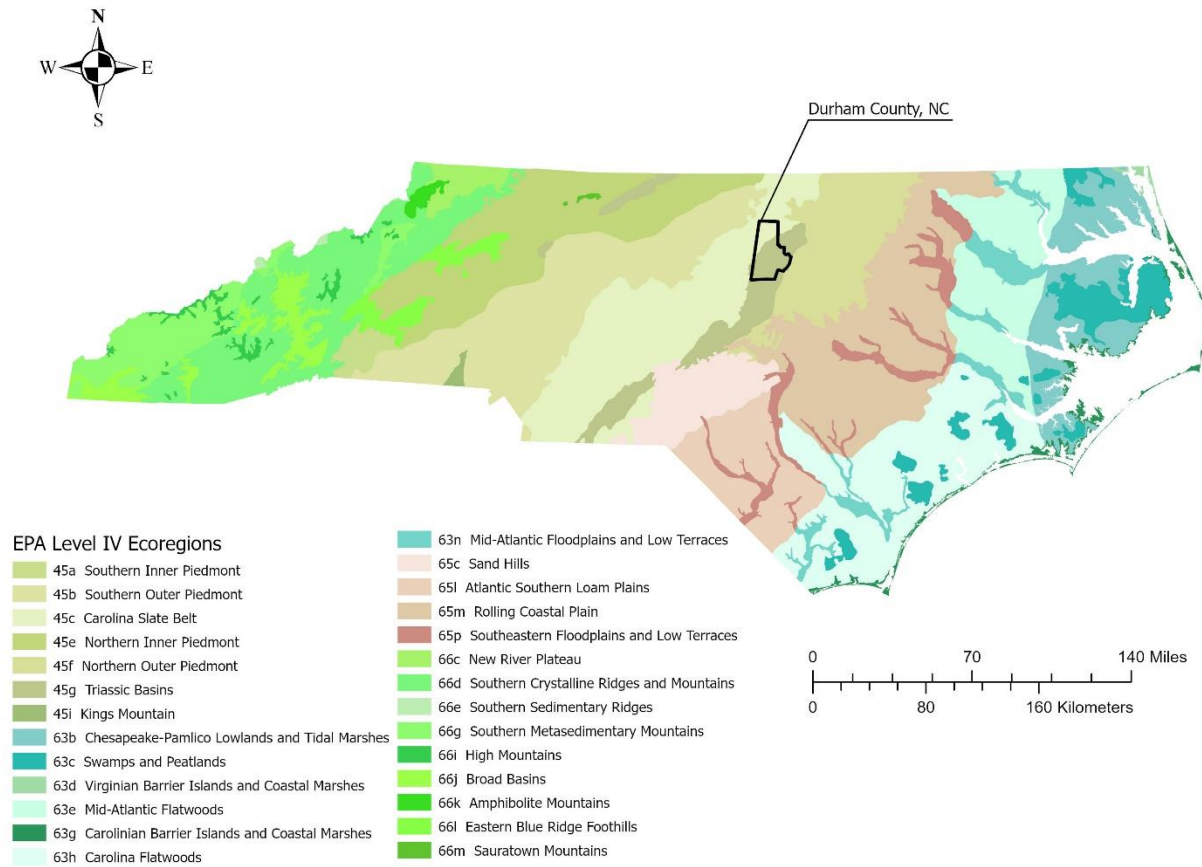 N
W E
S
Durham County, NC
EPA Level IV Ecoregions
45a Southern Inner Piedmont
45b Southern Outer Piedmont
45c Carolina Slate Belt
45e Northern Inner Piedmont
45f Northern Outer Piedmont
45g Triassic Basins
45i Kings Mountain
63b Chesapeake-Pamlico Lowlands and Tidal Marshes
63c Swamps and Peatlands
63d Virginian Barrier Islands and Coastal Marshes
63e Mid-Atlantic Flatwoods
63g Carolinian Barrier Islands and Coastal Marshes
63h Carolina Flatwoods
63n Mid-Atlantic Floodplains and Low Terraces
65c Sand Hills
65l Atlantic Southern Loam Plains
65m Rolling Coastal Plain
65p Southeastern Floodplains and Low Terraces
66c New River Plateau
66d Southern Crystalline Ridges and Mountains
66e Southern Sedimentary Ridges
66g Southern Metasedimentary Mountains
66i High Mountains
66j Broad Basins
66k Amphibolite Mountains
66l Eastern Blue Ridge Foothills
66m Sauratown Mountains
0 70 140 Miles
0 80 160 Kilometers